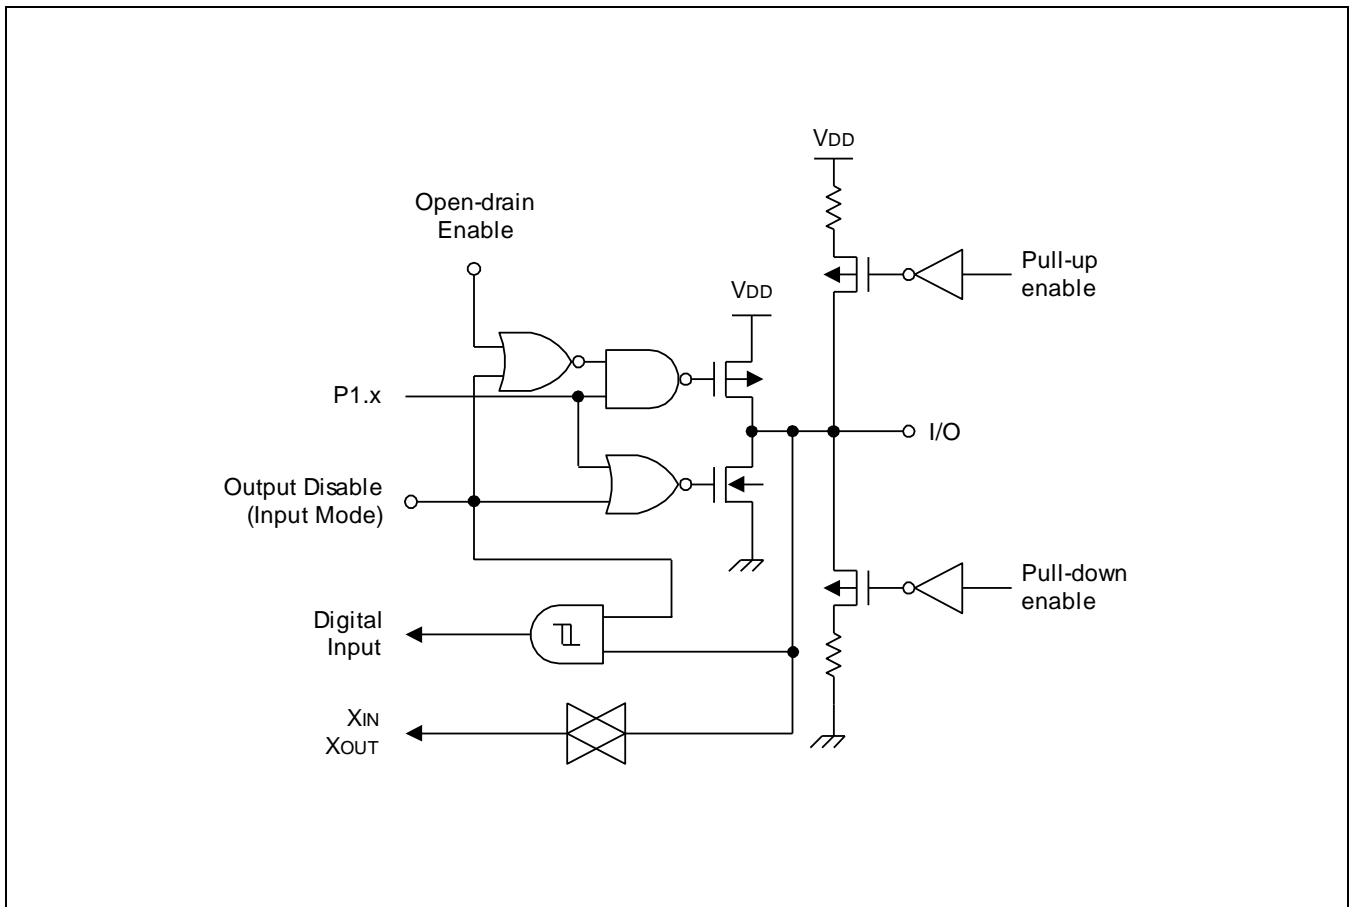 VDD
Open-drain
Enable
VDD
Pull-up
enable
P1.x
I/O
Output Disable
(Input Mode)
Pull-down
enable
Digital
Input
XIN
XOUT